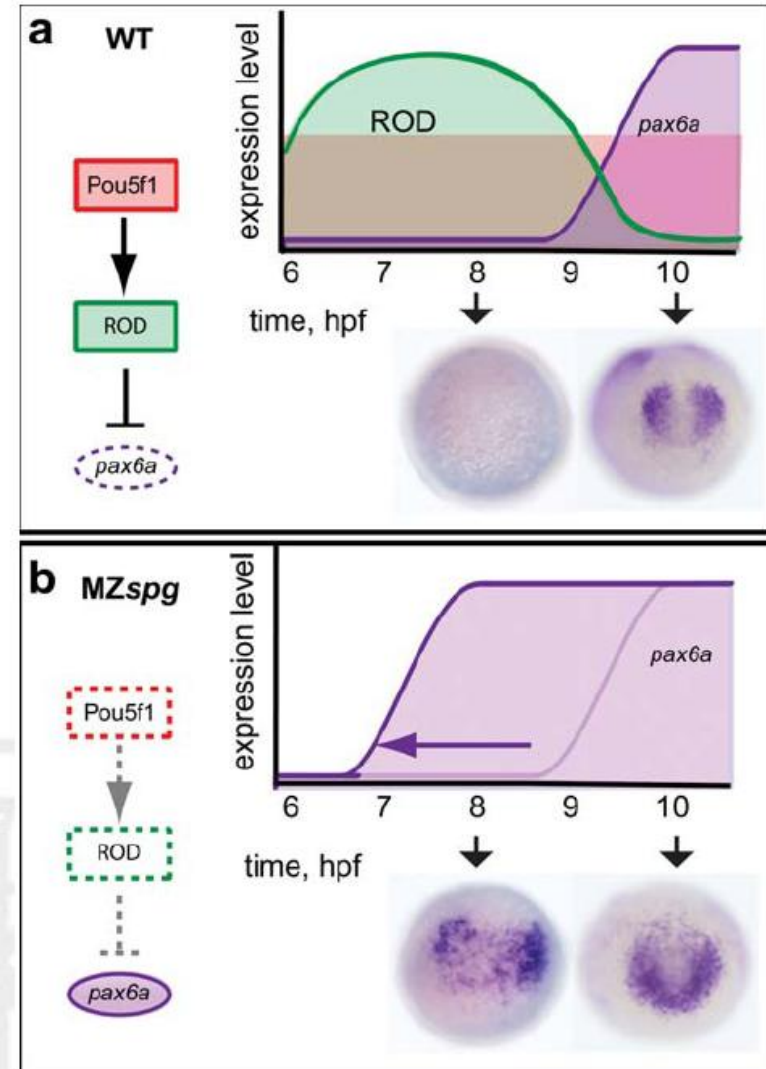 a WT
Pou5f1
ROD
pax6a
expression level
ROD
pax6a
6 7 8 9 10
time, hpf
b MZspg
Pou5f1
ROD
pax6a
expression level
pax6a
6 7 8 9 10
time, hpf